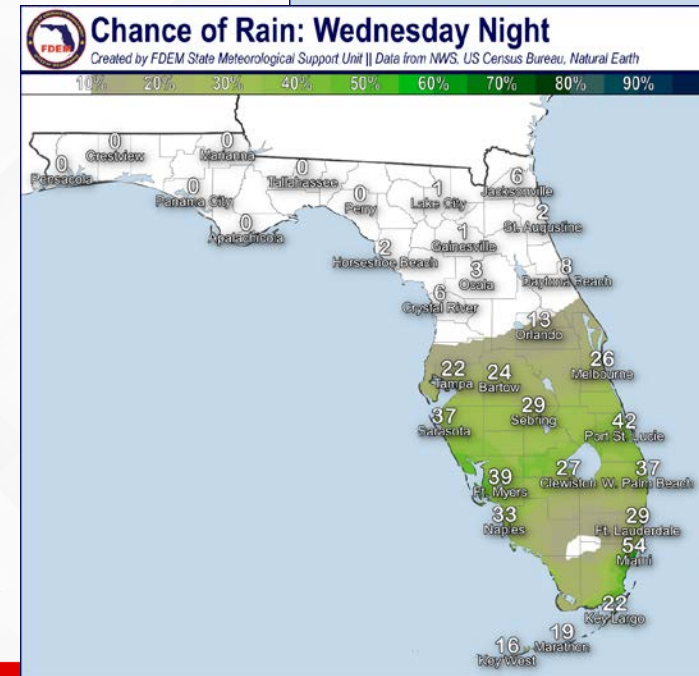 Chance of Rain: Wednesday Night
FDEM
Created by FDEM State Meteorological Support Unit || Data from NWS, US Census Bureau, Natural Earth
10% 20% 30% 40% 50% 60% 70% 80% 90%
0
Crestview
0
Marianna
0
Pensacola
0
Tallahassee
6
Jacksonville
0
Panama City
0
Perry
1
Lake City
0
Apalachicola
2
St. Augustine
1
Gainesville
2
Horseshoe Beach
3
Ocala
8
Daytona Beach
6
Crystal River
13
Orlando
22
Tampa
24
Bartow
26
Melbourne
37
Sarasota
29
Sebring
42
Port St. Lucie
39
Ft. Myers
27
Clewiston
37
W. Palm Beach
33
Naples
29
Ft. Lauderdale
54
Miami
22
Key Largo
19
Marathon
16
Key West